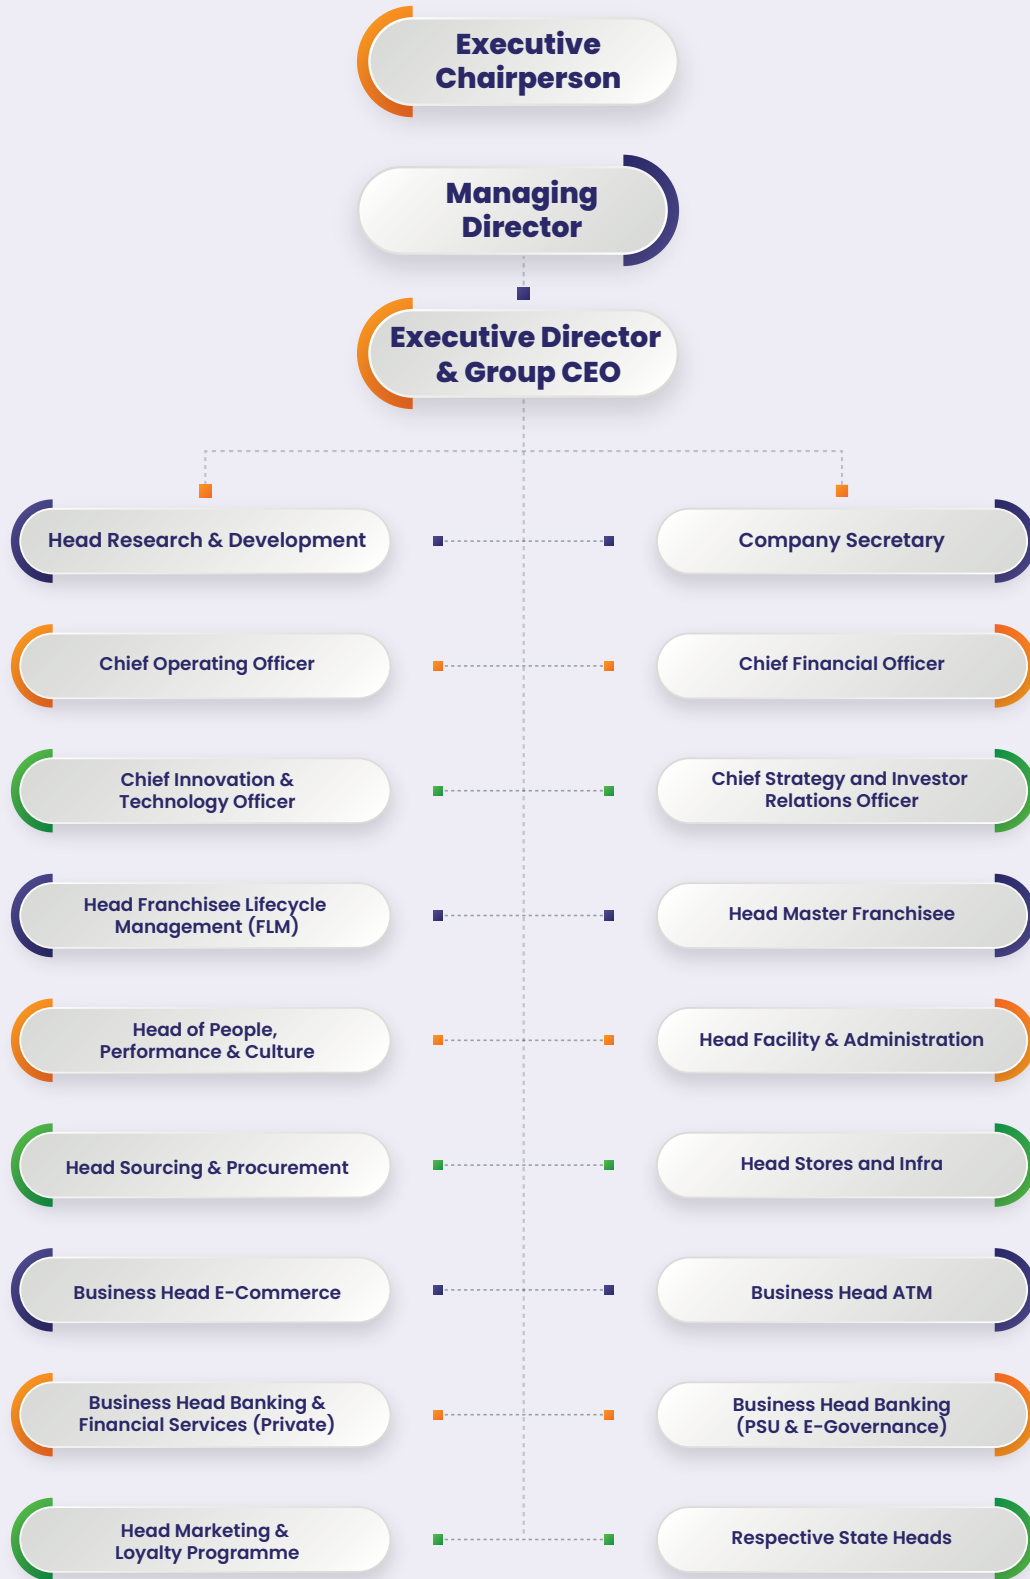 Executive
Chairperson
Managing
Director
Executive Director
& Group CEO
Head Research & Development
Company Secretary
Chief Operating Officer
Chief Financial Officer
Chief Innovation &
Technology Officer
Chief Strategy and Investor
Relations Officer
Head Franchisee Lifecycle
Management (FLM)
Head Master Franchisee
Head of People,
Performance & Culture
Head Facility & Administration
Head Sourcing & Procurement
Head Stores and Infra
Business Head E-Commerce
Business Head ATM
Business Head Banking &
Financial Services (Private)
Business Head Banking
(PSU & E-Governance)
Head Marketing &
Loyalty Programme
Respective State Heads